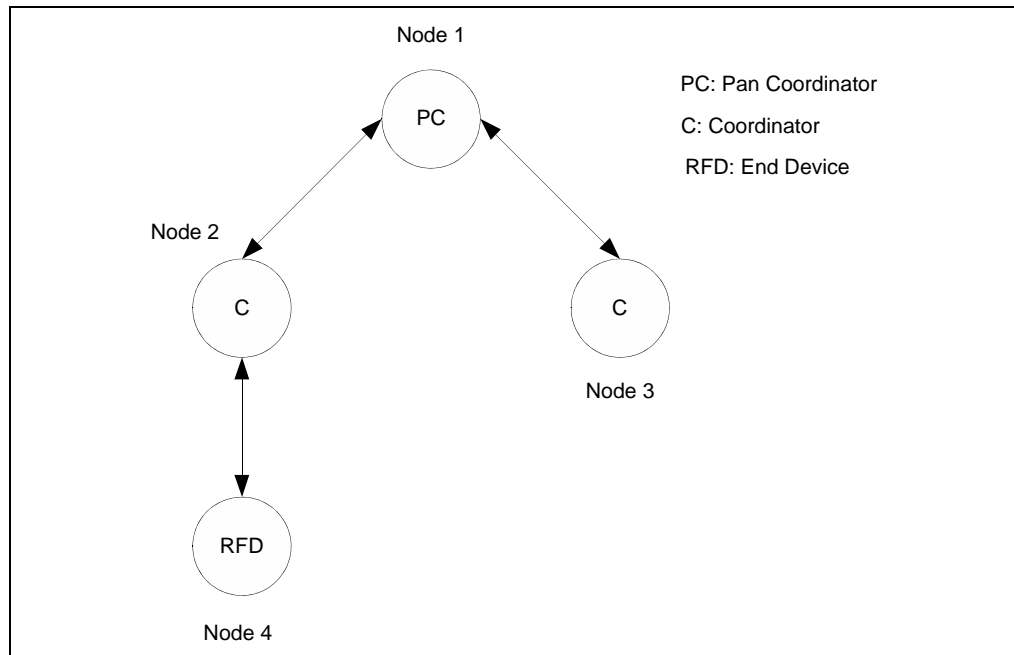 Node 1
PC
PC: Pan Coordinator
C: Coordinator
RFD: End Device
Node 2
C
C
Node 3
RFD
Node 4